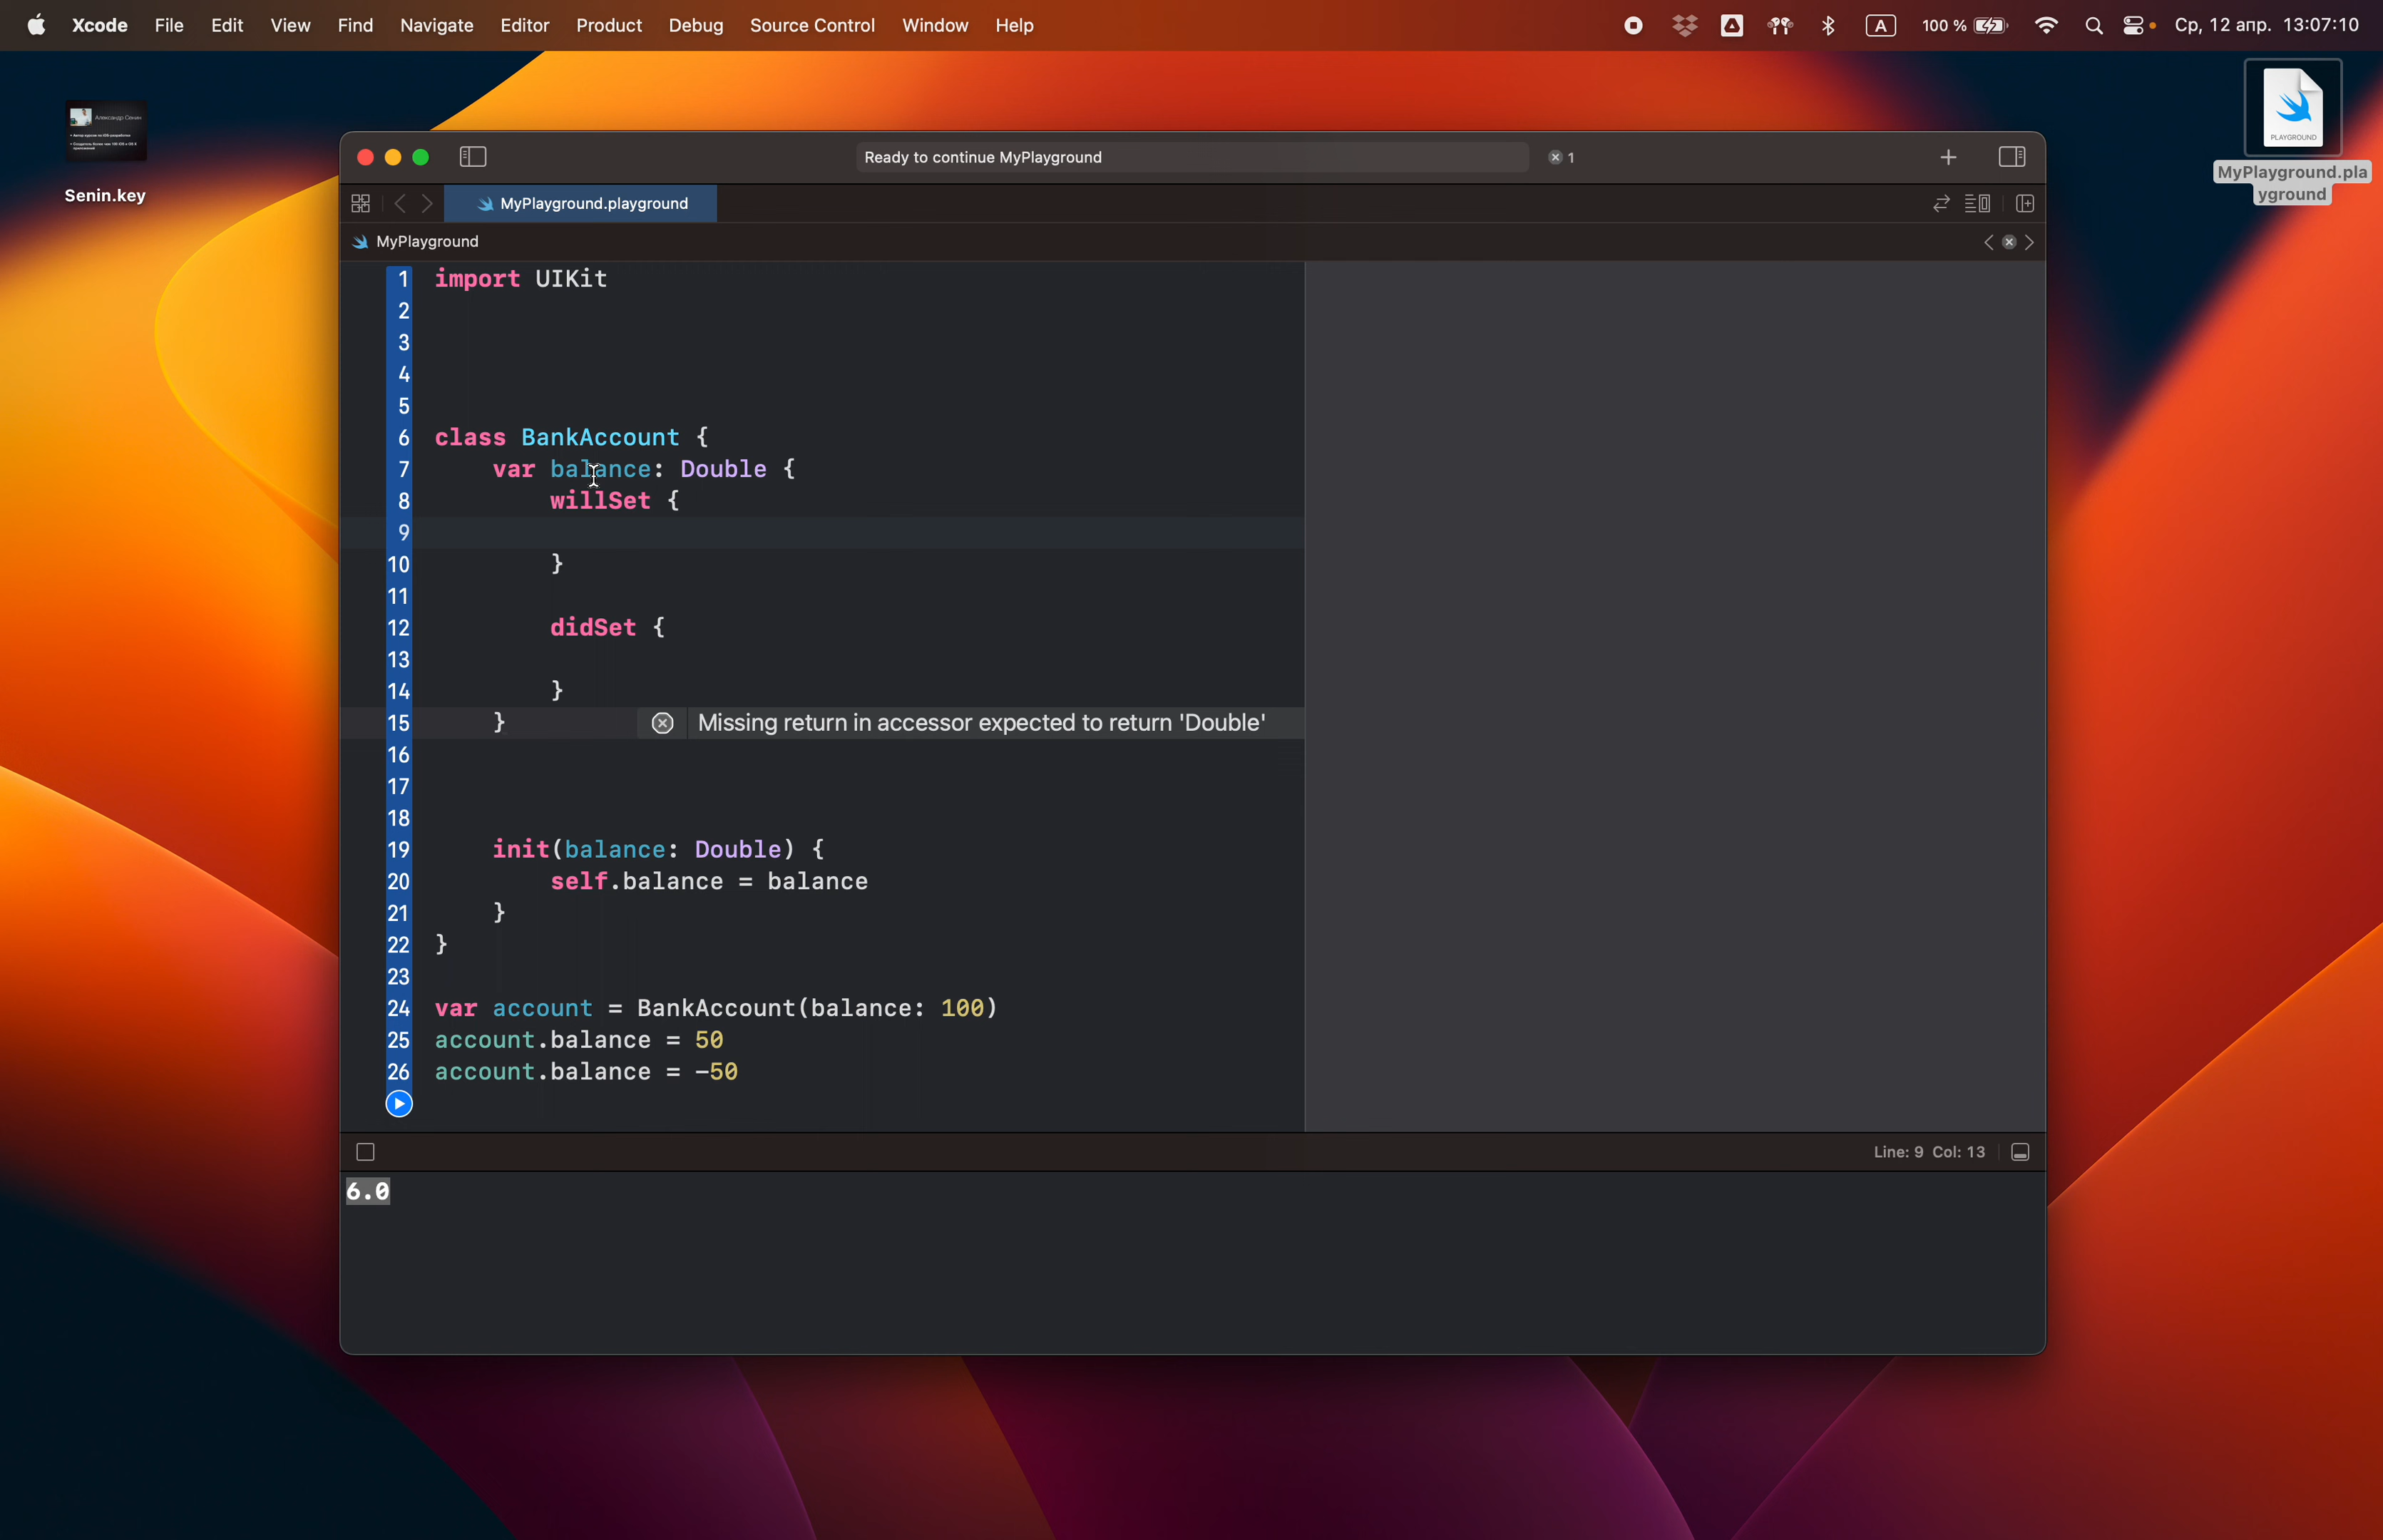 Xcode File Edit View Find Navigate Editor Product Debug Source Control Window Help
A 100 % Ср, 12 апр. 13:07:10
Александр Сенин
Senin.key
PLAYGROUND
MyPlayground.pla
yground
Ready to continue MyPlayground 1
MyPlayground.playground
MyPlayground
1 import UIKit
2
3
4
5
6 class BankAccount {
7 var balance: Double {
8 willSet {
9
10 }
11
12 didSet {
13
14 }
15 } Missing return in accessor expected to return 'Double'
16
17
18
19 init(balance: Double) {
20 self.balance = balance
21 }
22 }
23
24 var account = BankAccount(balance: 100)
25 account.balance = 50
26 account.balance = -50
Line: 9 Col: 13
6.0